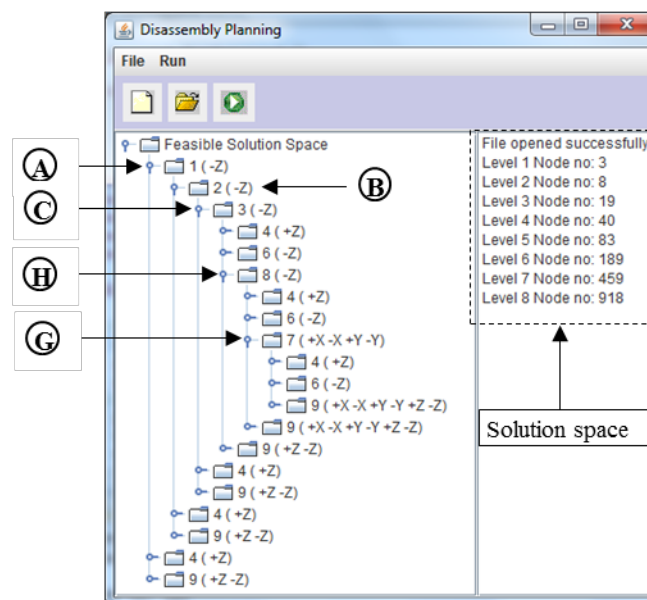 Disassembly Planning
File Run
Feasible Solution Space
A
1 (-Z)
2 (-Z)
B
C
3 (-Z)
4 (+Z)
6 (-Z)
H
8 (-Z)
4 (+Z)
6 (-Z)
G
7 (+X -X +Y -Y)
4 (+Z)
6 (-Z)
9 (+X -X +Y -Y +Z -Z)
9 (+X -X +Y -Y +Z -Z)
9 (+Z -Z)
4 (+Z)
9 (+Z -Z)
4 (+Z)
9 (+Z -Z)
4 (+Z)
9 (+Z -Z)
File opened successfully
Level 1 Node no: 3
Level 2 Node no: 8
Level 3 Node no: 19
Level 4 Node no: 40
Level 5 Node no: 83
Level 6 Node no: 189
Level 7 Node no: 459
Level 8 Node no: 918
Solution space